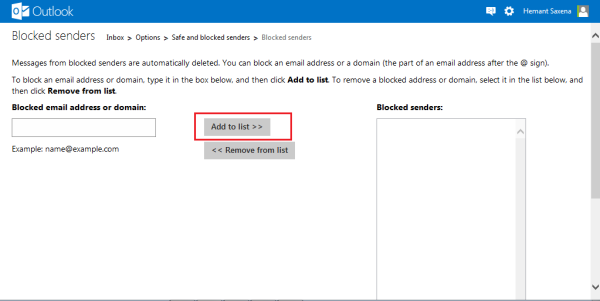 Outlook
Hemant Saxena
Blocked senders Inbox > Options > Safe and blocked senders > Blocked senders
Messages from blocked senders are automatically deleted. You can block an email address or a domain (the part of an email address after the @ sign).
To block an email address or domain, type it in the box below, and then click Add to list. To remove a blocked address or domain, select it in the list below, and
then click Remove from list.
Blocked email address or domain:
Blocked senders:
Add to list >>
Example: name@example.com
<< Remove from list